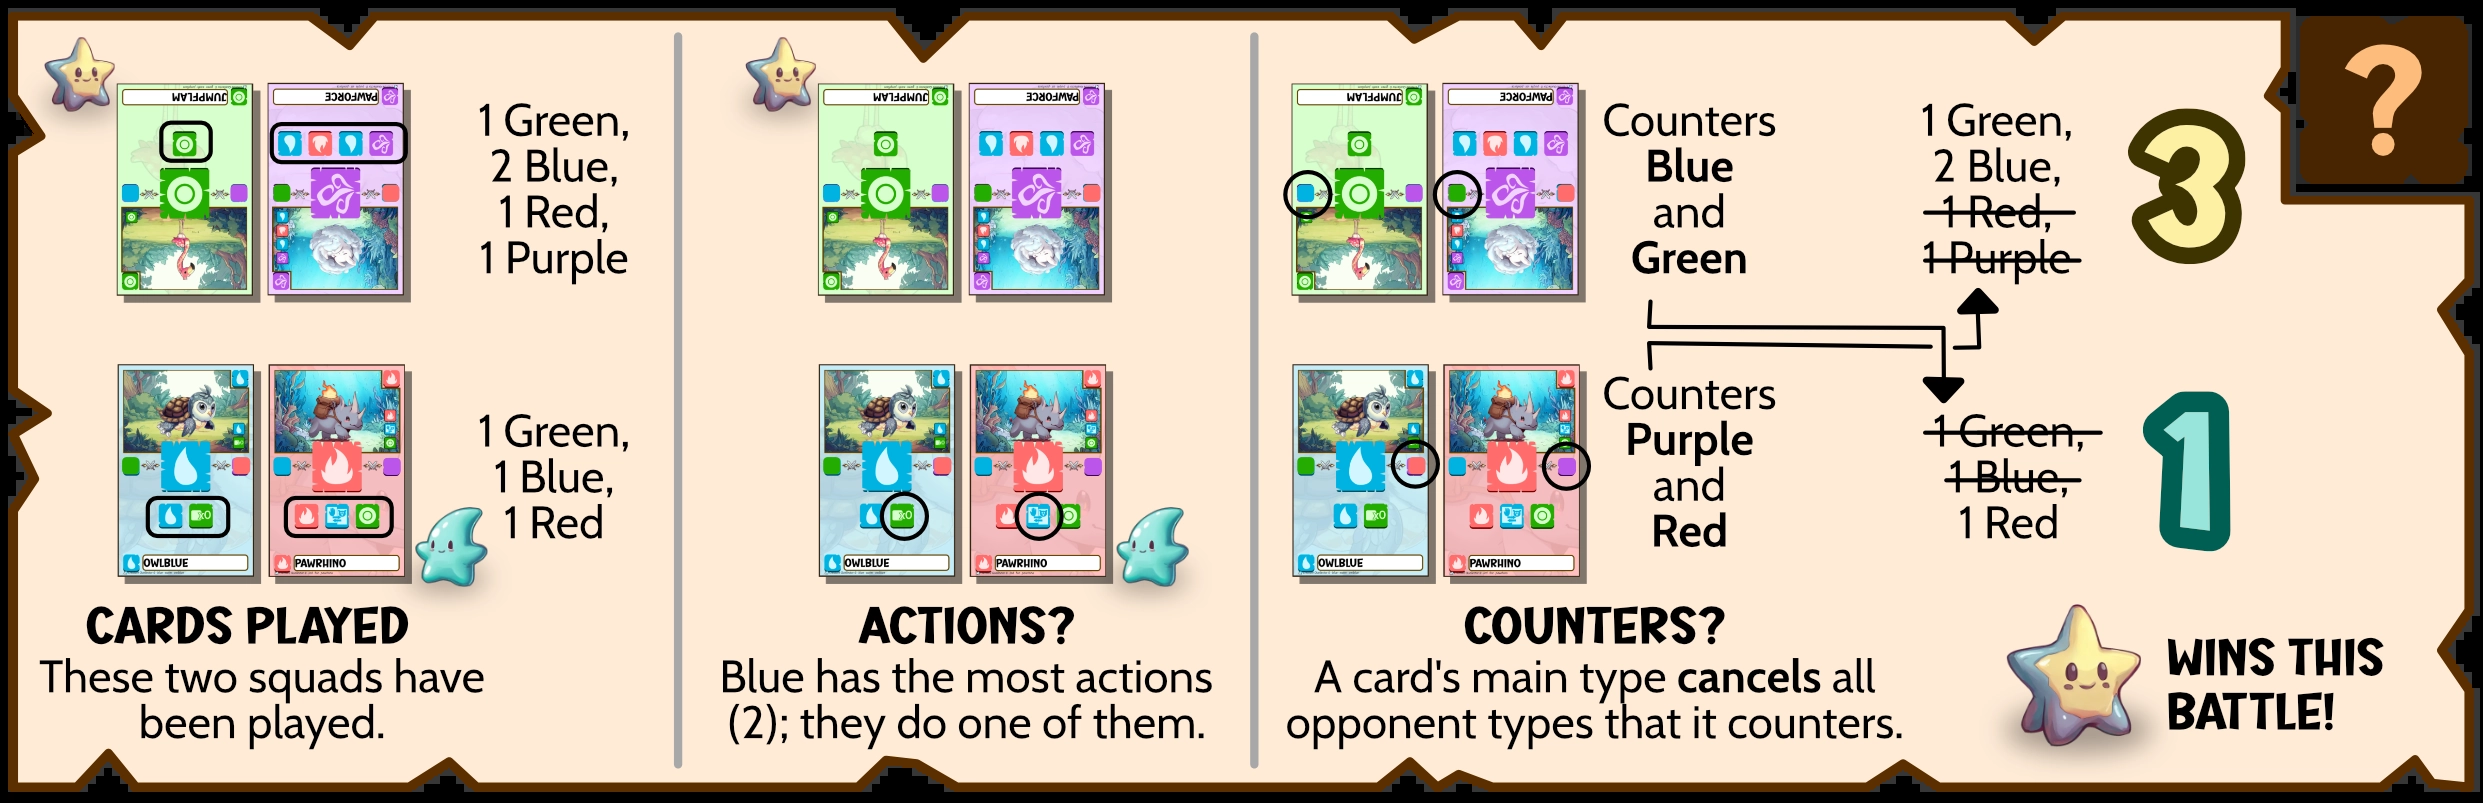 ?
JUMPFLAM
PAWFORCE
1 Green,
2 Blue,
1 Red,
1 Purple
OWLBLUE
PAWRHINO
1 Green,
1 Blue,
1 Red
CARDS PLAYED
These two squads have
been played.
JUMPFLAM
PAWFORCE
OWLBLUE
PAWRHINO
ACTIONS?
Blue has the most actions
(2); they do one of them.
JUMPFLAM
PAWFORCE
Counters
Blue
and
Green
1 Green,
2 Blue,
1 Red,
1 Purple
3
OWLBLUE
PAWRHINO
Counters
Purple
and
Red
1 Green,
1 Blue,
1 Red
1
COUNTERS?
A card's main type cancels all
opponent types that it counters.
WINS THIS
BATTLE!